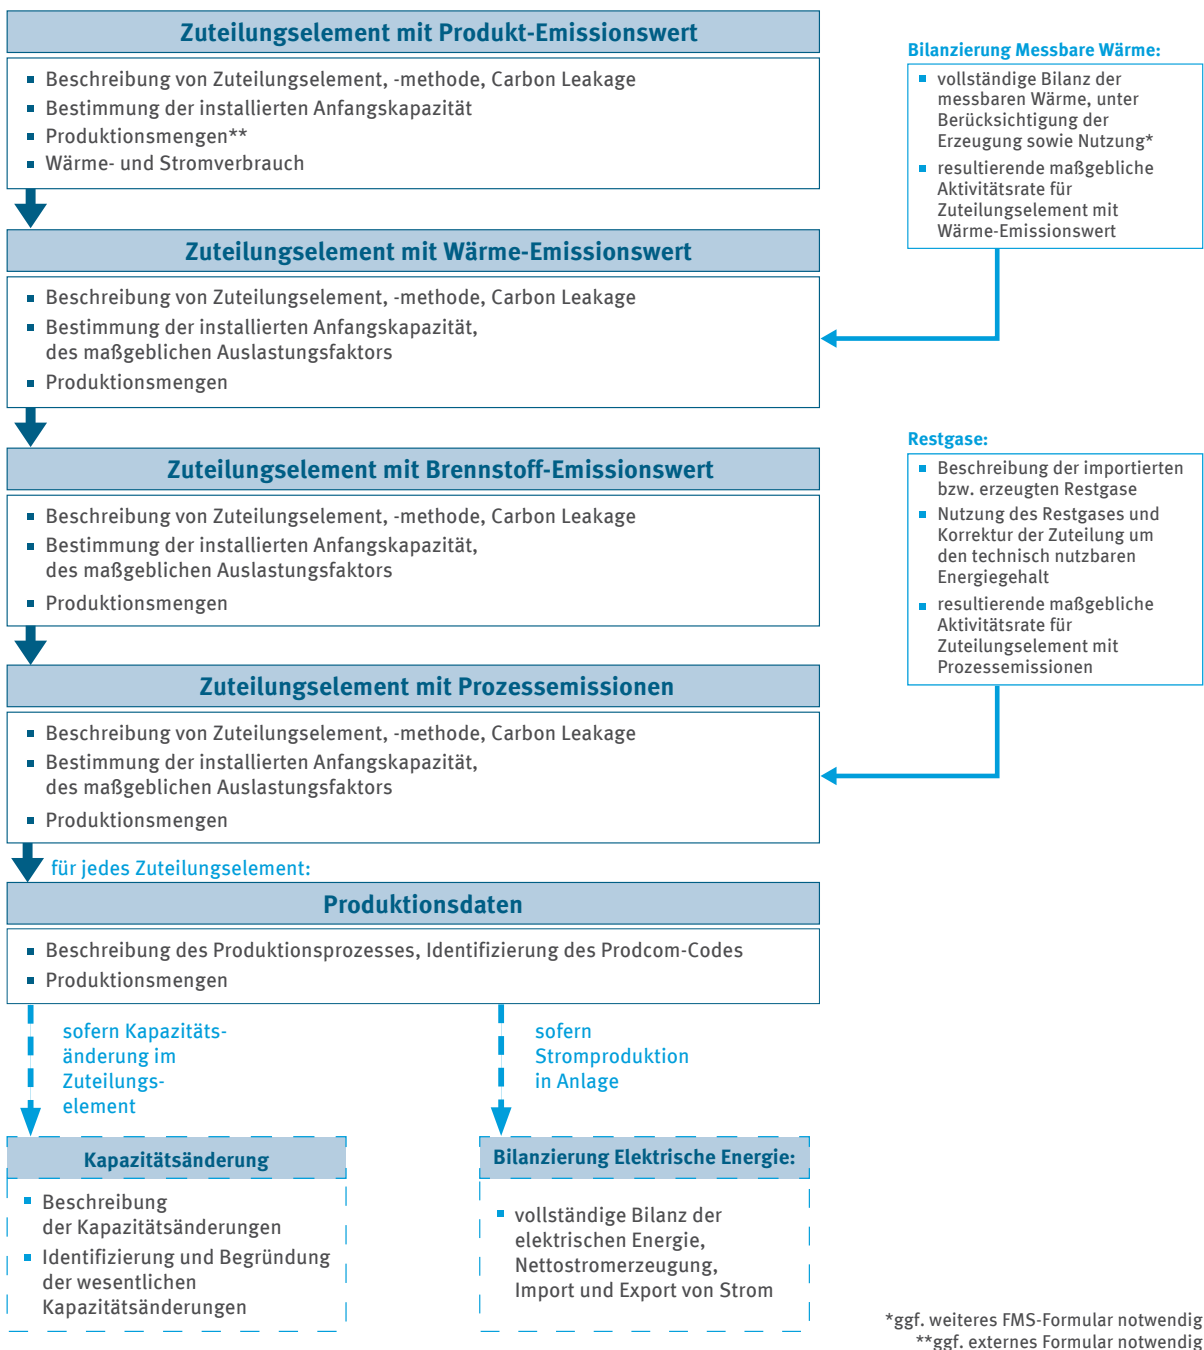 Zuteilungselement mit Produkt-Emissionswert
Beschreibung von Zuteilungselement, -methode, Carbon Leakage
Bestimmung der installierten Anfangskapazität
Produktionsmengen**
Wärme- und Stromverbrauch
Bilanzierung Messbare Wärme:
vollständige Bilanz der
messbaren Wärme, unter
Berücksichtigung der
Erzeugung sowie Nutzung*
resultierende maßgebliche
Aktivitätsrate für
Zuteilungselement mit
Wärme-Emissionswert
Zuteilungselement mit Wärme-Emissionswert
Beschreibung von Zuteilungselement, -methode, Carbon Leakage
Bestimmung der installierten Anfangskapazität,
des maßgeblichen Auslastungsfaktors
Produktionsmengen
Zuteilungselement mit Brennstoff-Emissionswert
Beschreibung von Zuteilungselement, -methode, Carbon Leakage
Bestimmung der installierten Anfangskapazität,
des maßgeblichen Auslastungsfaktors
Produktionsmengen
Restgase:
Beschreibung der importierten
bzw. erzeugten Restgase
Nutzung des Restgases und
Korrektur der Zuteilung um
den technisch nutzbaren
Energiegehalt
resultierende maßgebliche
Aktivitätsrate für
Zuteilungselement mit
Prozessemissionen
Zuteilungselement mit Prozessemissionen
Beschreibung von Zuteilungselement, -methode, Carbon Leakage
Bestimmung der installierten Anfangskapazität,
des maßgeblichen Auslastungsfaktors
Produktionsmengen
für jedes Zuteilungselement:
Produktionsdaten
Beschreibung des Produktionsprozesses, Identifizierung des Prodcom-Codes
Produktionsmengen
sofern Kapazitäts-
änderung im
Zuteilungs-
element
sofern
Stromproduktion
in Anlage
Kapazitätsänderung
Beschreibung
der Kapazitätsänderungen
Identifizierung und Begründung
der wesentlichen
Kapazitätsänderungen
Bilanzierung Elektrische Energie:
vollständige Bilanz der
elektrischen Energie,
Nettostromerzeugung,
Import und Export von Strom
*ggf. weiteres FMS-Formular notwendig
**ggf. externes Formular notwendig